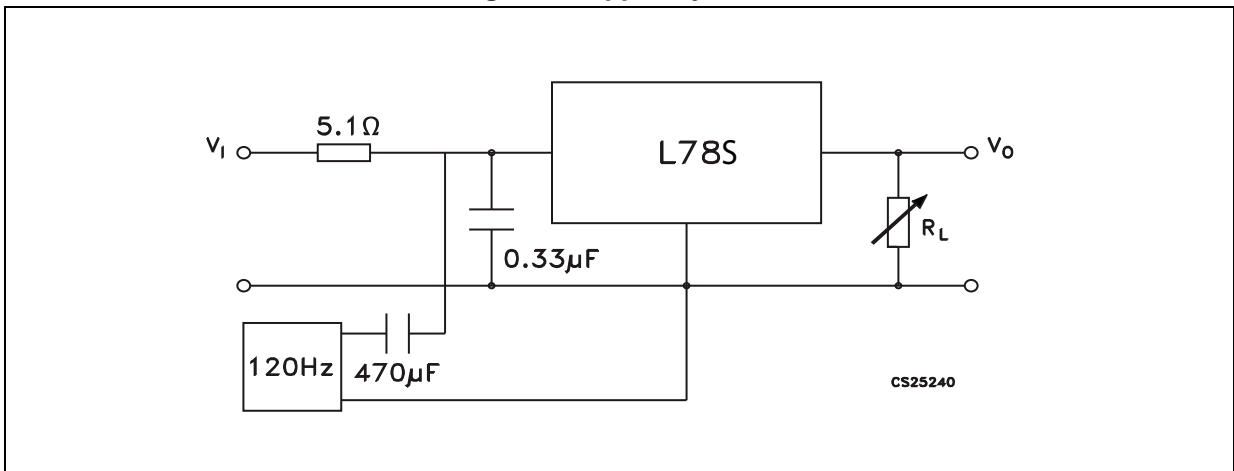 5.1Ω
V_I
L78S
V_O
R_L
0.33µF
120Hz
470µF
CS25240